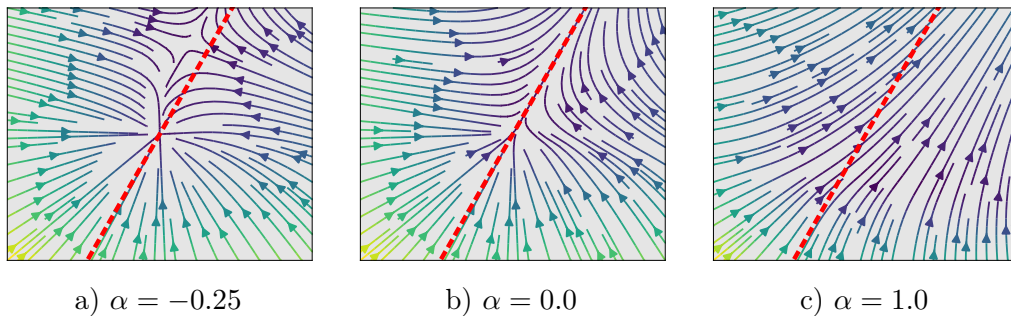 a) α = −0.25
b) α = 0.0
c) α = 1.0